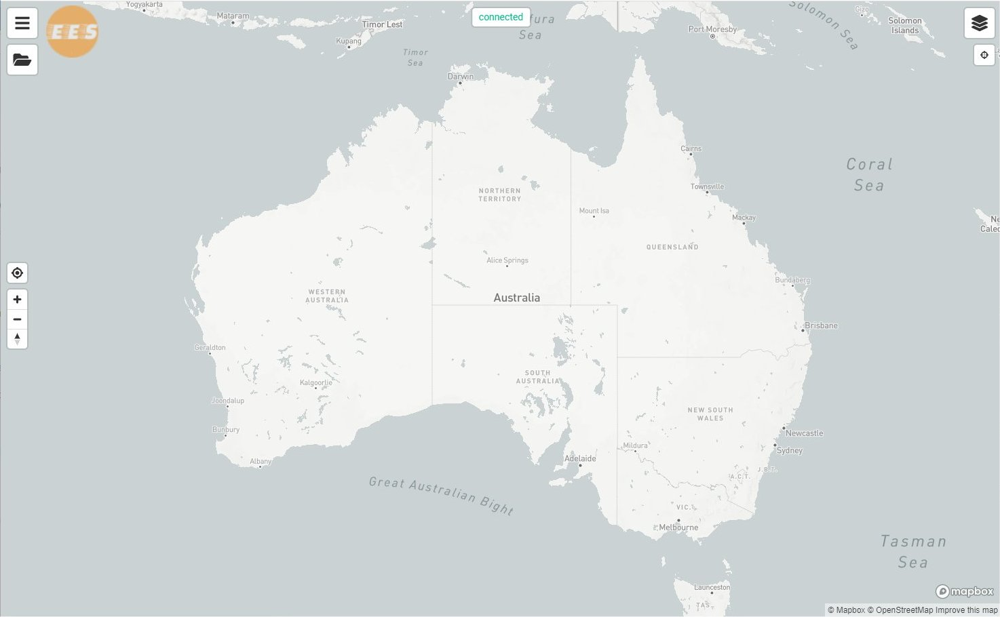 Yogyakarta
Mataram
Timor Lest
Kupang
Timor
Sea
connected
fura
Sea
Port Moresby
Solomon Sea
Gizo
Solomon
Islands
EES
Darwin
Cairns
Coral
Sea
Townsville
NORTHERN
TERRITORY
Mount Isa
Mackay
Ne
Caled
QUEENSLAND
Alice Springs
Bundaberg
WESTERN
AUSTRALIA
Australia
Brisbane
Geraldton
SOUTH
AUSTRALIA
Kalgoorlie
Joondalup
NEW SOUTH
WALES
Bunbury
Newcastle
Mildura
Sydney
Albany
Adelaide
J.B.T.
A.C.T.
Great Australian Bight
VIC.
Melbourne
Tasman
Sea
Launceston
TAS.
mapbox
© Mapbox © OpenStreetMap Improve this map